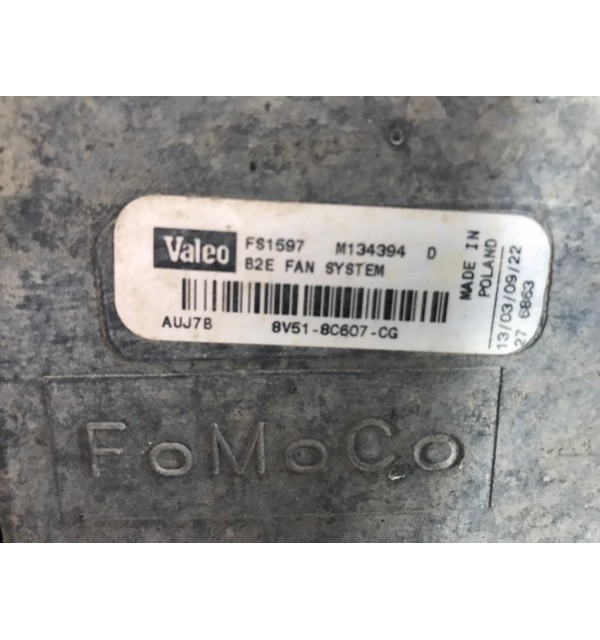 Valeo
FS1597 M134394 D
B2E FAN SYSTEM
AUJ7B 8V51-8C607-CG
MADE IN
POLAND
13/03/09/22
27 6863
FoMoCo